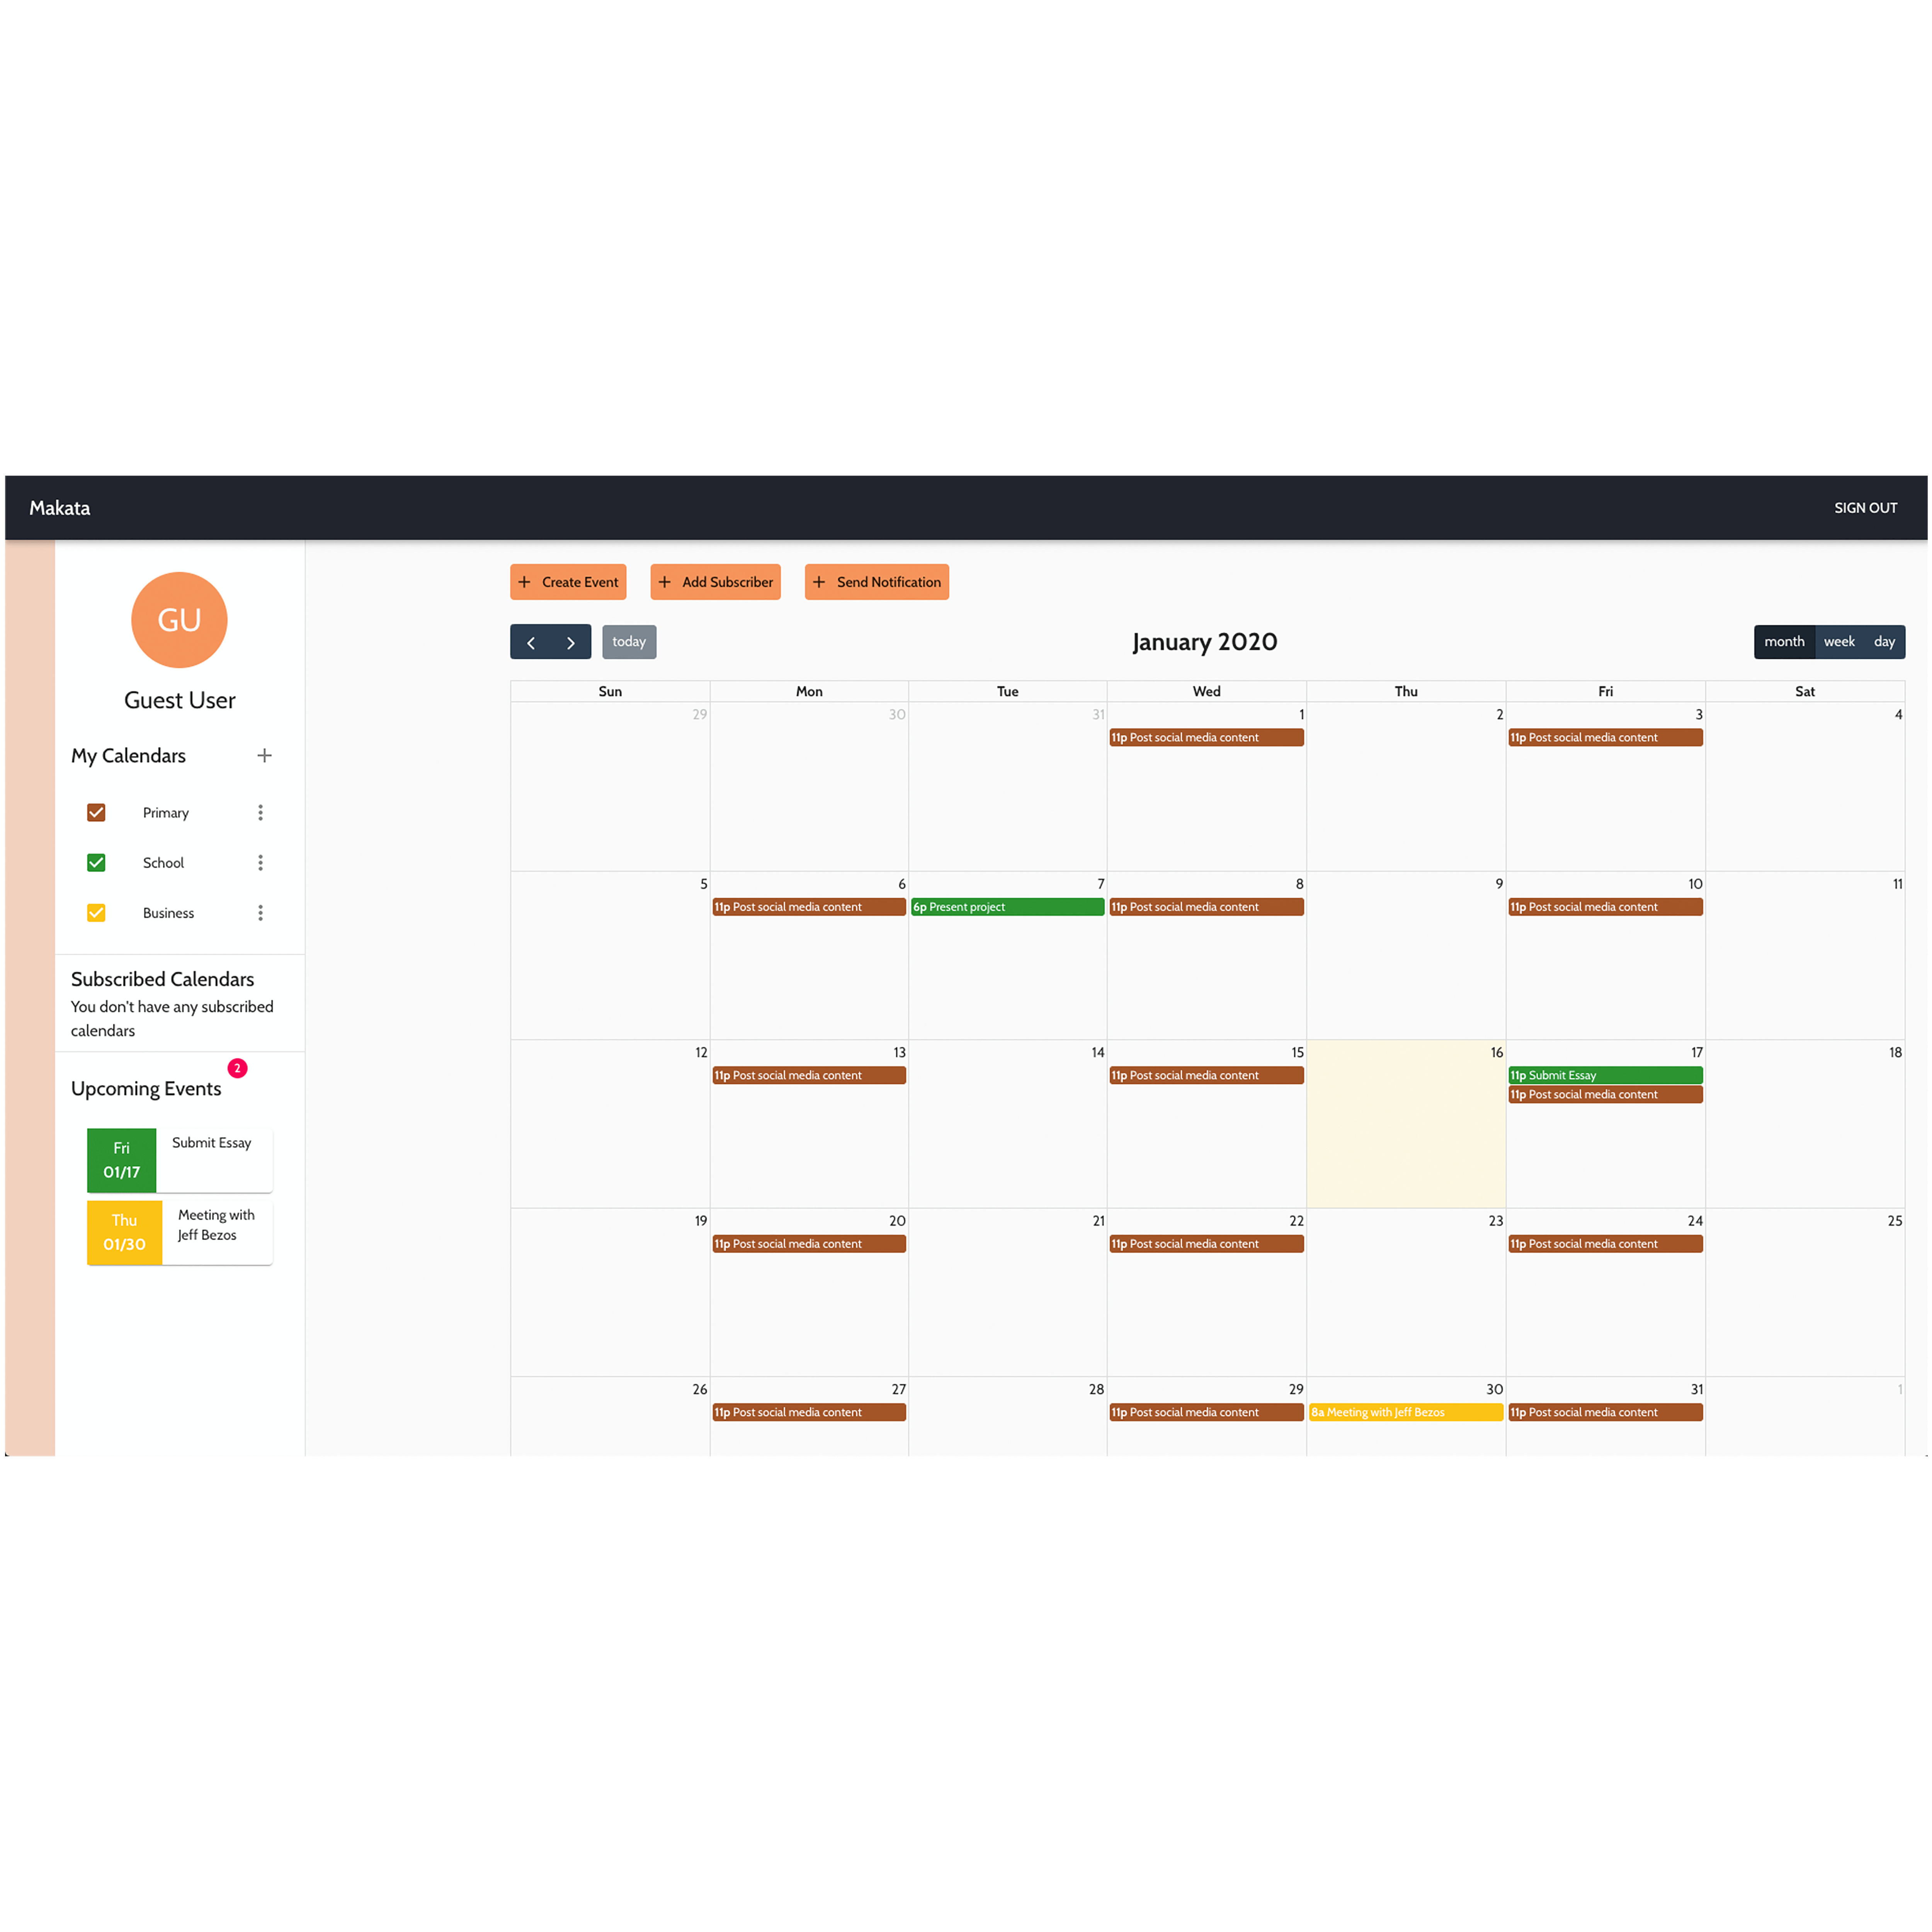 Makata
SIGN OUT
GU
Guest User
My Calendars
Primary
School
Business
Subscribed Calendars
You don't have any subscribed
calendars
2
Upcoming Events
Fri
01/17
Submit Essay
Thu
01/30
Meeting with
Jeff Bezos
+ Create Event
+ Add Subscriber
+ Send Notification
today
January 2020
month week day
Sun Mon Tue Wed Thu Fri Sat
29 30 31 1 2 3 4
11p Post social media content
11p Post social media content
5 6 7 8 9 10 11
11p Post social media content
6p Present project
11p Post social media content
11p Post social media content
12 13 14 15 16 17 18
11p Post social media content
11p Post social media content
11p Submit Essay
11p Post social media content
19 20 21 22 23 24 25
11p Post social media content
11p Post social media content
11p Post social media content
26 27 28 29 30 31 1
11p Post social media content
11p Post social media content
8a Meeting with Jeff Bezos
11p Post social media content